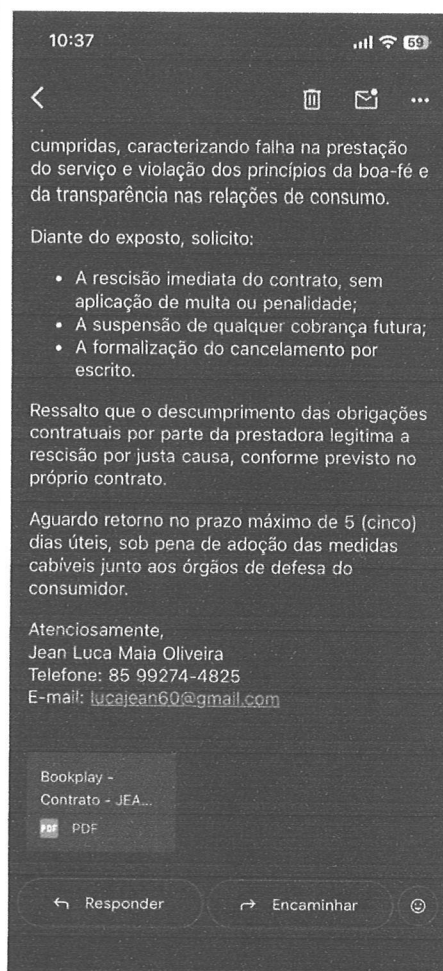 10:37
59
cumpridas, caracterizando falha na prestação
do serviço e violação dos princípios da boa-fé e
da transparência nas relações de consumo.
Diante do exposto, solicito:
• A rescisão imediata do contrato, sem
aplicação de multa ou penalidade;
• A suspensão de qualquer cobrança futura;
• A formalização do cancelamento por
escrito.
Ressalto que o descumprimento das obrigações
contratuais por parte da prestadora legitima a
rescisão por justa causa, conforme previsto no
próprio contrato.
Aguardo retorno no prazo máximo de 5 (cinco)
dias úteis, sob pena de adoção das medidas
cabíveis junto aos órgãos de defesa do
consumidor.
Atenciosamente,
Jean Luca Maia Oliveira
Telefone: 85 99274-4825
E-mail: lucajean60@gmail.com
Bookplay -
Contrato - JEA...
PDF PDF
Responder
Encaminhar